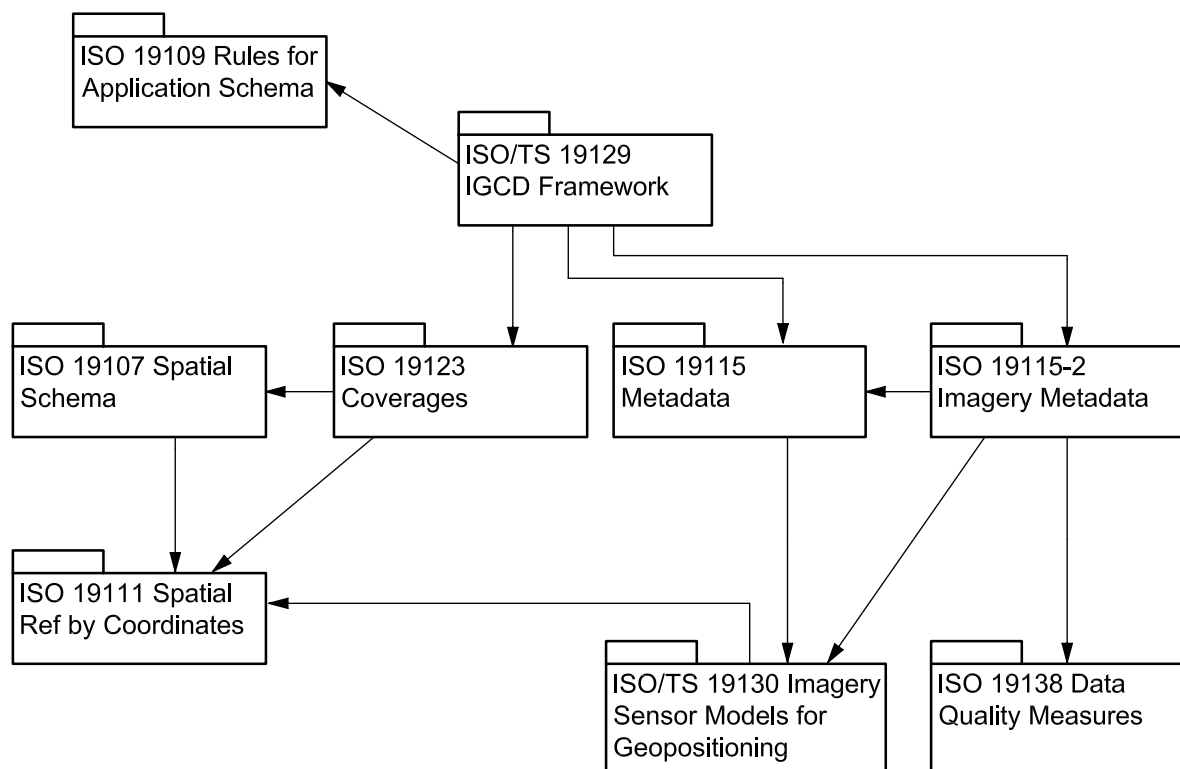 ISO 19109 Rules for
Application Schema
ISO/TS 19129
IGCD Framework
ISO 19107 Spatial
Schema
ISO 19123
Coverages
ISO 19115
Metadata
ISO 19115-2
Imagery Metadata
ISO 19111 Spatial
Ref by Coordinates
ISO/TS 19130 Imagery
Sensor Models for
Geopositioning
ISO 19138 Data
Quality Measures